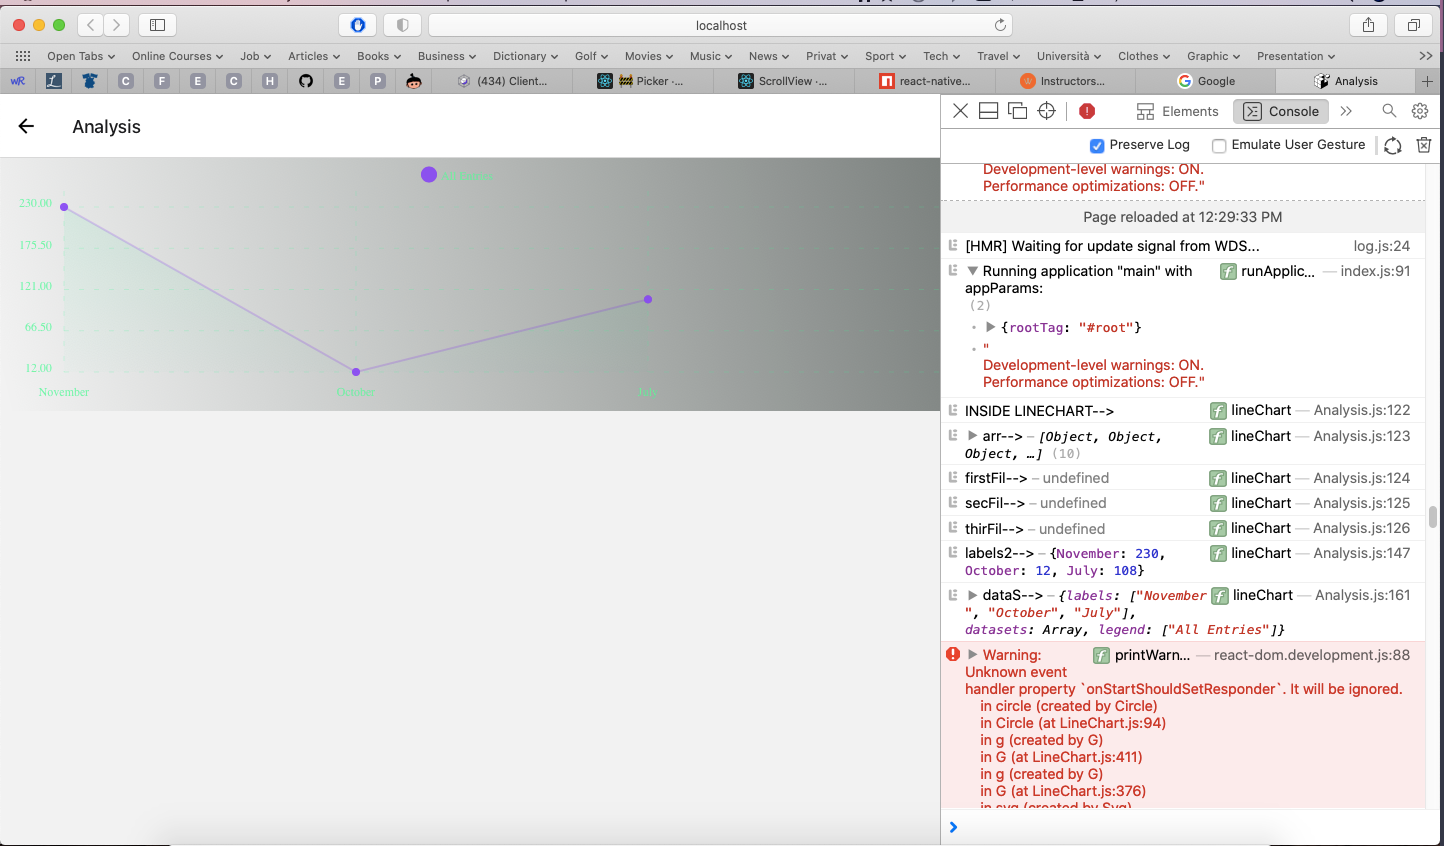 localhost
Open Tabs
Online Courses
Job
Articles
Books
Business
Dictionary
Golf
Movies
Music
News
Privat
Sport
Tech
Travel
Università
Clothes
Graphic
Presentation
wR
L
C
F
E
C
H
E
P
(434) Client...
Picker ·...
ScrollView ·...
react-native...
Instructors...
Google
Analysis
Analysis
230.00
175.50
121.00
66.50
12.00
November
October
July
Elements
Console
Preserve Log
Emulate User Gesture
Development-level warnings: ON.
Performance optimizations: OFF."
Page reloaded at 12:29:33 PM
[HMR] Waiting for update signal from WDS... log.js:24
Running application "main" with f runApplic... — index.js:91
appParams:
(2)
{rootTag: "#root"}
"
Development-level warnings: ON.
Performance optimizations: OFF."
INSIDE LINECHART--> f lineChart — Analysis.js:122
arr--> – [Object, Object, f lineChart — Analysis.js:123
Object, …] (10)
firstFil--> – undefined f lineChart — Analysis.js:124
secFil--> – undefined f lineChart — Analysis.js:125
thirFil--> – undefined f lineChart — Analysis.js:126
labels2--> – {November: 230, f lineChart — Analysis.js:147
October: 12, July: 108}
dataS--> – {labels: ["November f lineChart — Analysis.js:161
", "October", "July"],
datasets: Array, legend: ["All Entries"]}
Warning: f printWarn... — react-dom.development.js:88
Unknown event
handler property `onStartShouldSetResponder`. It will be ignored.
in circle (created by Circle)
in Circle (at LineChart.js:94)
in g (created by G)
in G (at LineChart.js:411)
in g (created by G)
in G (at LineChart.js:376)
in svg (created by Svg)